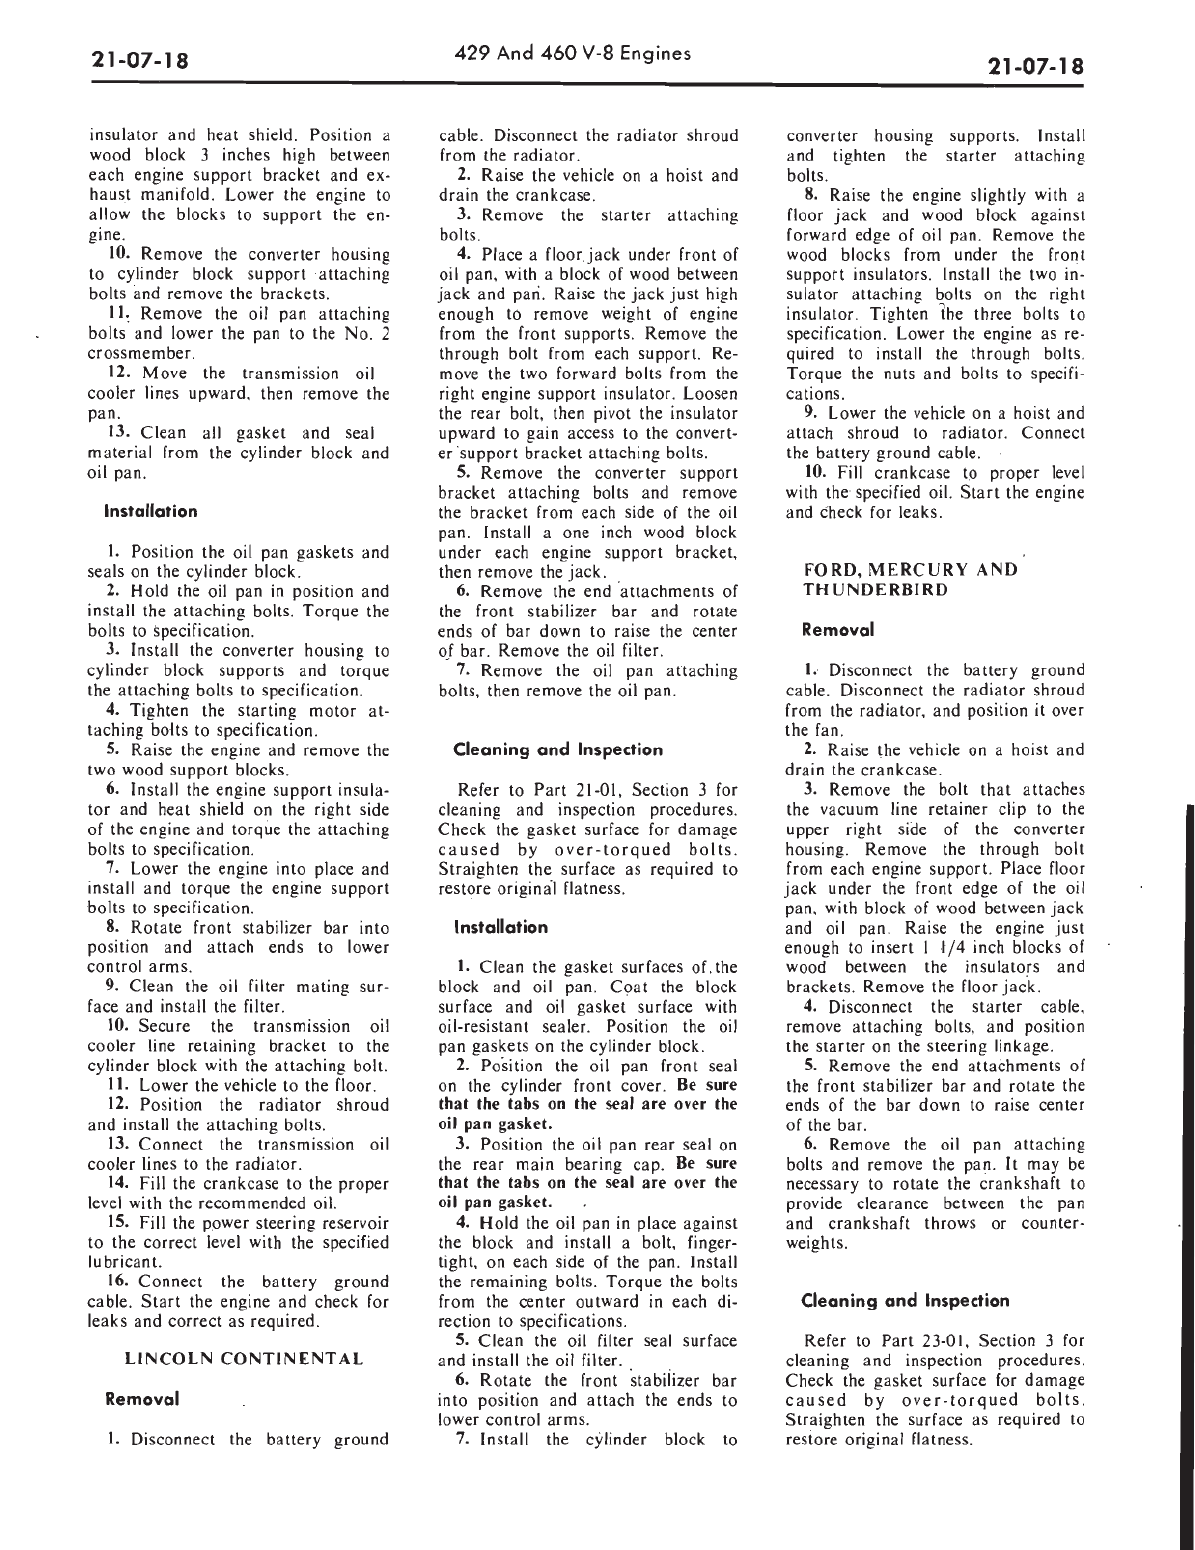 21-07-18
429 And 460 V-8 Engines
21-07-18
insulator and heat shield. Position a
wood block 3 inches high between
each engine support bracket and ex-
haust manifold. Lower the engine to
allow the blocks to support the en-
gine.
10. Remove the converter housing
to cylinder block support attaching
bolts and remove the brackets.
11. Remove the oil pan attaching
bolts and lower the pan to the No. 2
crossmember.
12. Move the transmission oil
cooler lines upward, then remove the
pan.
13. Clean all gasket and seal
material from the cylinder block and
oil pan.
Installation
1. Position the oil pan gaskets and
seals on the cylinder block.
2. Hold the oil pan in position and
install the attaching bolts. Torque the
bolts to specification.
3. Install the converter housing to
cylinder block supports and torque
the attaching bolts to specification.
4. Tighten the starting motor at-
taching bolts to specification.
5. Raise the engine and remove the
two wood support blocks.
6. Install the engine support insula-
tor and heat shield on the right side
of the engine and torque the attaching
bolts to specification.
7. Lower the engine into place and
install and torque the engine support
bolts to specification.
8. Rotate front stabilizer bar into
position and attach ends to lower
control arms.
9. Clean the oil filter mating sur-
face and install the filter.
10. Secure the transmission oil
cooler line retaining bracket to the
cylinder block with the attaching bolt.
11. Lower the vehicle to the floor.
12. Position the radiator shroud
and install the attaching bolts.
13. Connect the transmission oil
cooler lines to the radiator.
14. Fill the crankcase to the proper
level with the recommended oil.
15. Fill the power steering reservoir
to the correct level with the specified
lubricant.
16. Connect the battery ground
cable. Start the engine and check for
leaks and correct as required.
LINCOLN CONTINENTAL
Removal
1. Disconnect the battery ground
cable. Disconnect the radiator shroud
from the radiator.
2. Raise the vehicle on a hoist and
drain the crankcase.
3. Remove the starter attaching
bolts.
4. Place a floor jack under front of
oil pan, with a block of wood between
jack and pan. Raise the jack just high
enough to remove weight of engine
from the front supports. Remove the
through bolt from each support. Re-
move the two forward bolts from the
right engine support insulator. Loosen
the rear bolt, then pivot the insulator
upward to gain access to the convert-
er support bracket attaching bolts.
5. Remove the converter support
bracket attaching bolts and remove
the bracket from each side of the oil
pan. Install a one inch wood block
under each engine support bracket,
then remove the jack.
6. Remove the end attachments of
the front stabilizer bar and rotate
ends of bar down to raise the center
of bar. Remove the oil filter.
7. Remove the oil pan attaching
bolts, then remove the oil pan.
Cleaning and Inspection
Refer to Part 21-01, Section 3 for
cleaning and inspection procedures.
Check the gasket surface for damage
caused by over-torqued bolts.
Straighten the surface as required to
restore original flatness.
Installation
1. Clean the gasket surfaces of the
block and oil pan. Coat the block
surface and oil gasket surface with
oil-resistant sealer. Position the oil
pan gaskets on the cylinder block.
2. Position the oil pan front seal
on the cylinder front cover. Be sure
that the tabs on the seal are over the
oil pan gasket.
3. Position the oil pan rear seal on
the rear main bearing cap. Be sure
that the tabs on the seal are over the
oil pan gasket.
4. Hold the oil pan in place against
the block and install a bolt, finger-
tight, on each side of the pan. Install
the remaining bolts. Torque the bolts
from the center outward in each di-
rection to specifications.
5. Clean the oil filter seal surface
and install the oil filter.
6. Rotate the front stabilizer bar
into position and attach the ends to
lower control arms.
7. Install the cylinder block to
converter housing supports. Install
and tighten the starter attaching
bolts.
8. Raise the engine slightly with a
floor jack and wood block against
forward edge of oil pan. Remove the
wood blocks from under the front
support insulators. Install the two in-
sulator attaching bolts on the right
insulator. Tighten the three bolts to
specification. Lower the engine as re-
quired to install the through bolts.
Torque the nuts and bolts to specifi-
cations.
9. Lower the vehicle on a hoist and
attach shroud to radiator. Connect
the battery ground cable.
10. Fill crankcase to proper level
with the specified oil. Start the engine
and check for leaks.
FORD, MERCURY AND
THUNDERBIRD
Removal
1. Disconnect the battery ground
cable. Disconnect the radiator shroud
from the radiator, and position it over
the fan.
2. Raise the vehicle on a hoist and
drain the crankcase.
3. Remove the bolt that attaches
the vacuum line retainer clip to the
upper right side of the converter
housing. Remove the through bolt
from each engine support. Place floor
jack under the front edge of the oil
pan, with block of wood between jack
and oil pan. Raise the engine just
enough to insert 1 1/4 inch blocks of
wood between the insulators and
brackets. Remove the floor jack.
4. Disconnect the starter cable,
remove attaching bolts, and position
the starter on the steering linkage.
5. Remove the end attachments of
the front stabilizer bar and rotate the
ends of the bar down to raise center
of the bar.
6. Remove the oil pan attaching
bolts and remove the pan. It may be
necessary to rotate the crankshaft to
provide clearance between the pan
and crankshaft throws or counter-
weights.
Cleaning and Inspection
Refer to Part 23-01, Section 3 for
cleaning and inspection procedures.
Check the gasket surface for damage
caused by over-torqued bolts.
Straighten the surface as required to
restore original flatness.